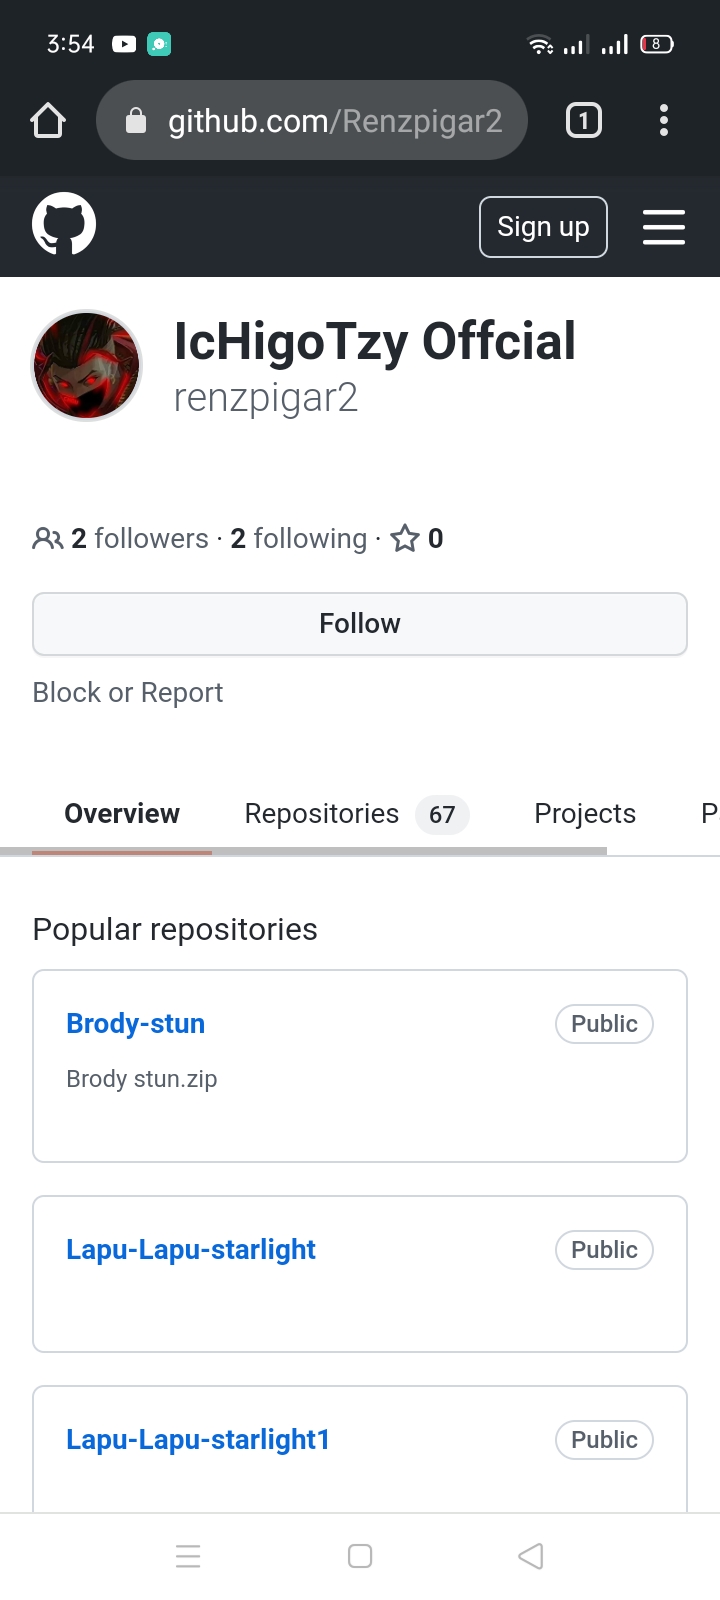 3:54
8
github.com/Renzpigar2
1
Sign up
IcHigoTzy Offcial
renzpigar2
2 followers · 2 following · 0
Follow
Block or Report
Overview Repositories 67 Projects P
Popular repositories
Brody-stun Public
Brody stun.zip
Lapu-Lapu-starlight Public
Lapu-Lapu-starlight1 Public